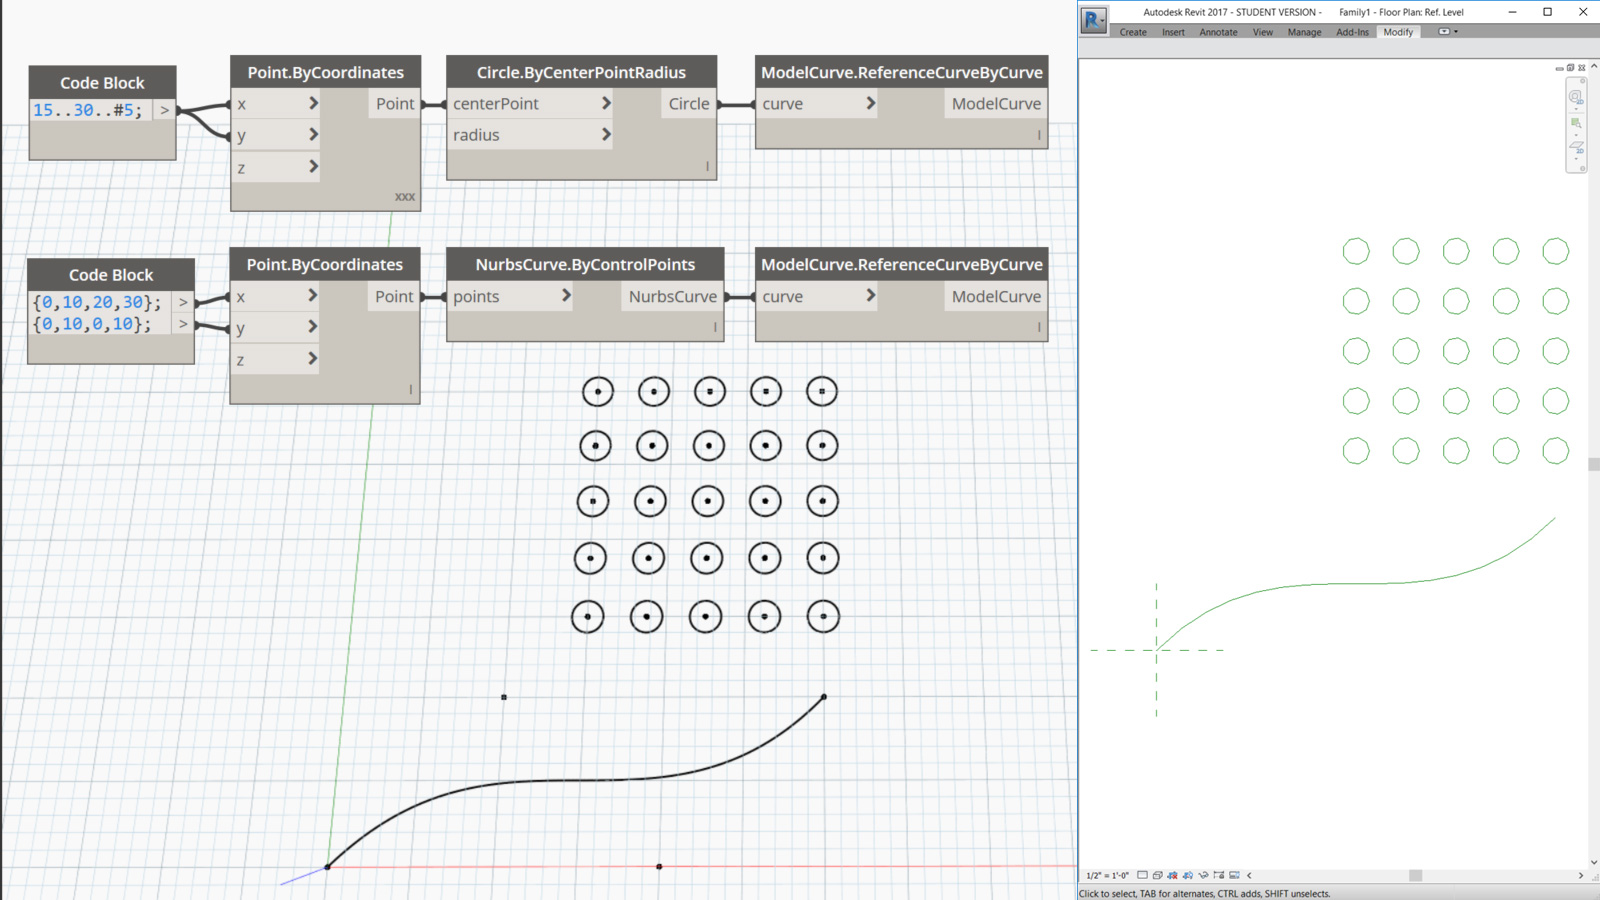 Code Block
15..30..#5; >
Point.ByCoordinates
x > Point
y >
z >
xxx
Circle.ByCenterPointRadius
centerPoint > Circle
radius >
l
ModelCurve.ReferenceCurveByCurve
curve > ModelCurve
l
Code Block
{0,10,20,30}; >
{0,10,0,10}; >
Point.ByCoordinates
x > Point
y >
z >
l
NurbsCurve.ByControlPoints
points > NurbsCurve
l
ModelCurve.ReferenceCurveByCurve
curve > ModelCurve
l
Autodesk Revit 2017 - STUDENT VERSION - Family1 - Floor Plan: Ref. Level
R
Create Insert Annotate View Manage Add-Ins Modify
1/2" = 1'-0"
Click to select, TAB for alternates, CTRL adds, SHIFT unselects.